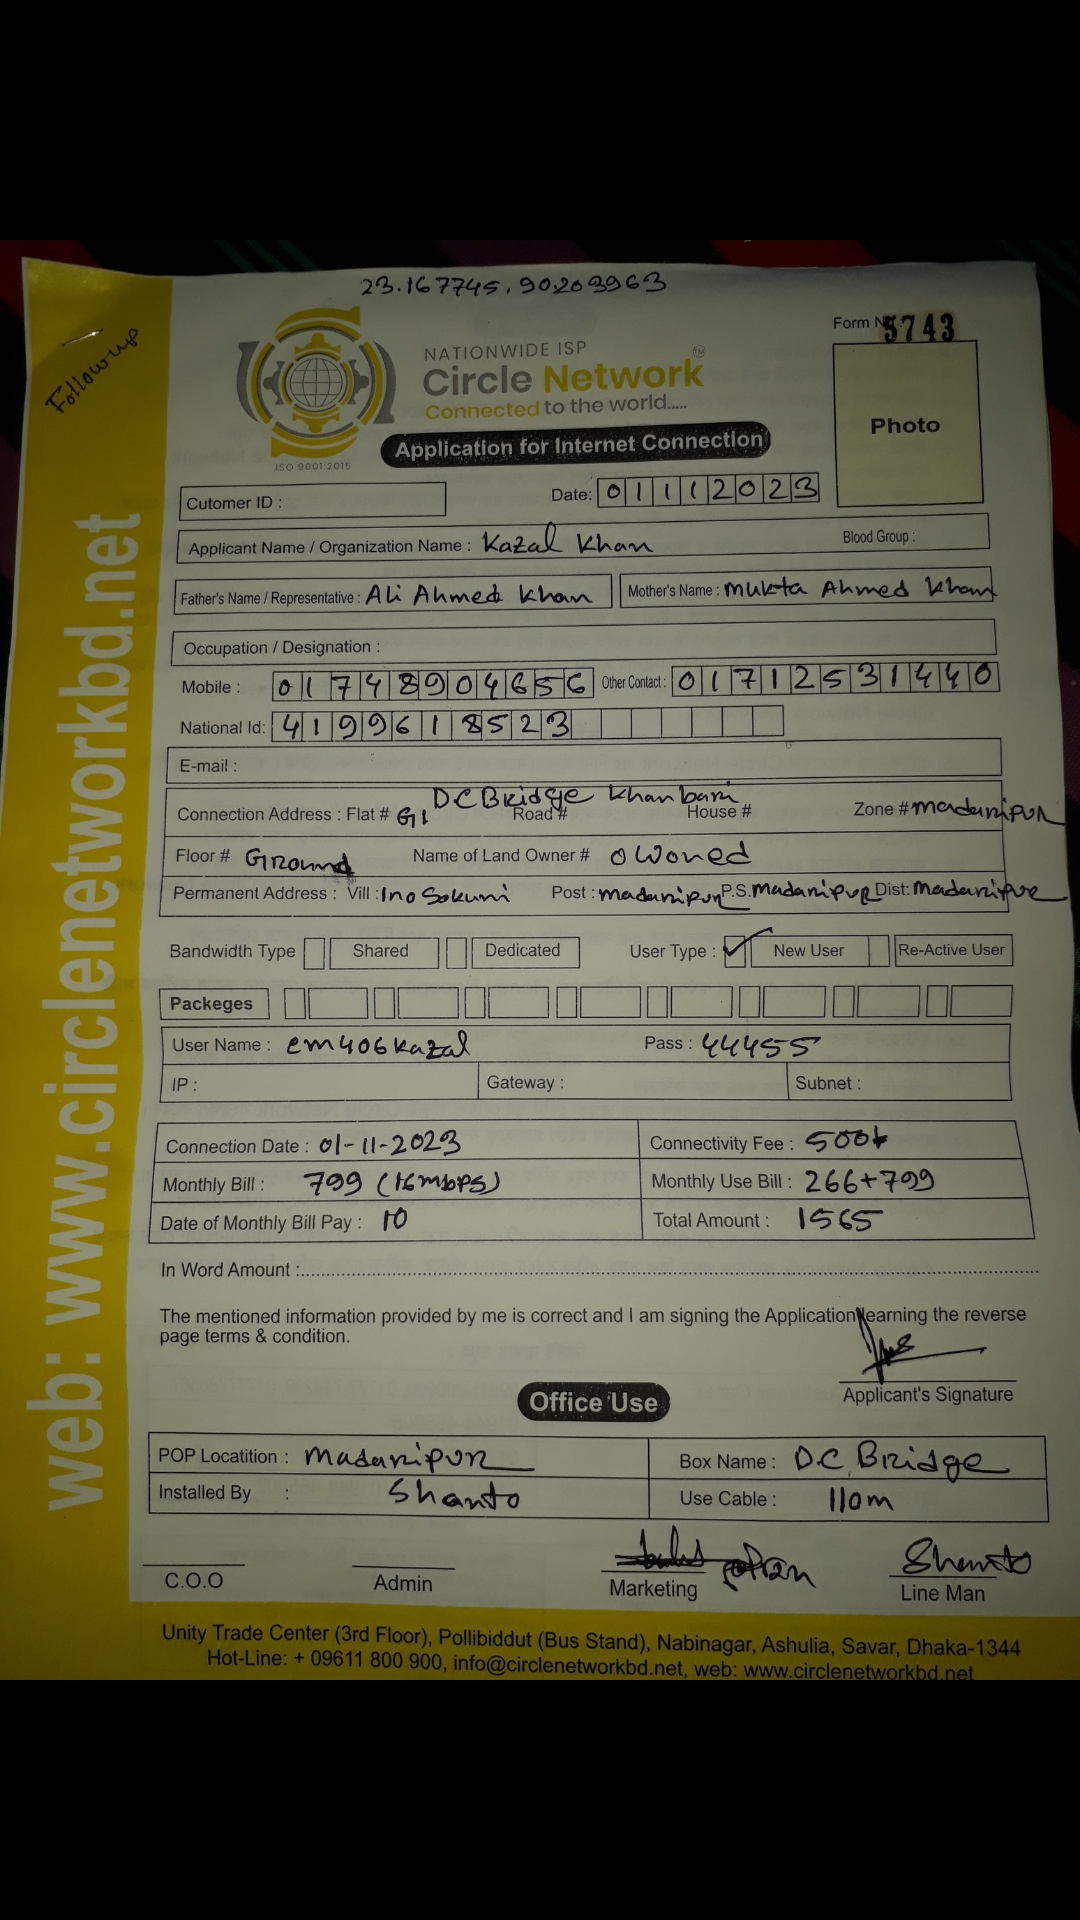 23.167745, 90.203963
Followup
Form N 5743
NATIONWIDE ISP
Circle Network TM
Connected to the world.....
ISO 9001:2015
Application for Internet Connection
Photo
Cutomer ID :
Date: 01112023
Applicant Name / Organization Name : Kazal Khan Blood Group :
Father's Name / Representative : Ali Ahmed Khan Mother's Name : Mukta Ahmed Khan
Occupation / Designation :
Mobile : 01748904656 Other Contact : 01712531440
National Id: 4199618523
E-mail :
DC Bridge Khan bari
Connection Address : Flat # G1 Road # House # Zone # madaripur
Floor # Ground Name of Land Owner # owoned
Permanent Address : Vill : Post : madaripur P.S. Madaripur Dist: Madaripur
Bandwidth Type Shared Dedicated User Type : ✓ New User Re-Active User
Packeges
User Name : em406kazal Pass : 44455
IP : Gateway : Subnet :
Connection Date : 01-11-2023 Connectivity Fee : 500৳
Monthly Bill : 799 (16mbps) Monthly Use Bill : 266+799
Date of Monthly Bill Pay : 10 Total Amount : 1565
In Word Amount :
The mentioned information provided by me is correct and I am signing the Application learning the reverse
page terms & condition.
Applicant's Signature
Office Use
POP Locatition : Madaripur Box Name : D.C Bridge
Installed By : Shanto Use Cable : 110m
Shanto
C.O.O Admin Marketing Line Man
Unity Trade Center (3rd Floor), Pollibiddut (Bus Stand), Nabinagar, Ashulia, Savar, Dhaka-1344
Hot-Line: + 09611 800 900, info@circlenetworkbd.net, web: www.circlenetworkbd.net
web: www.circlenetworkbd.net